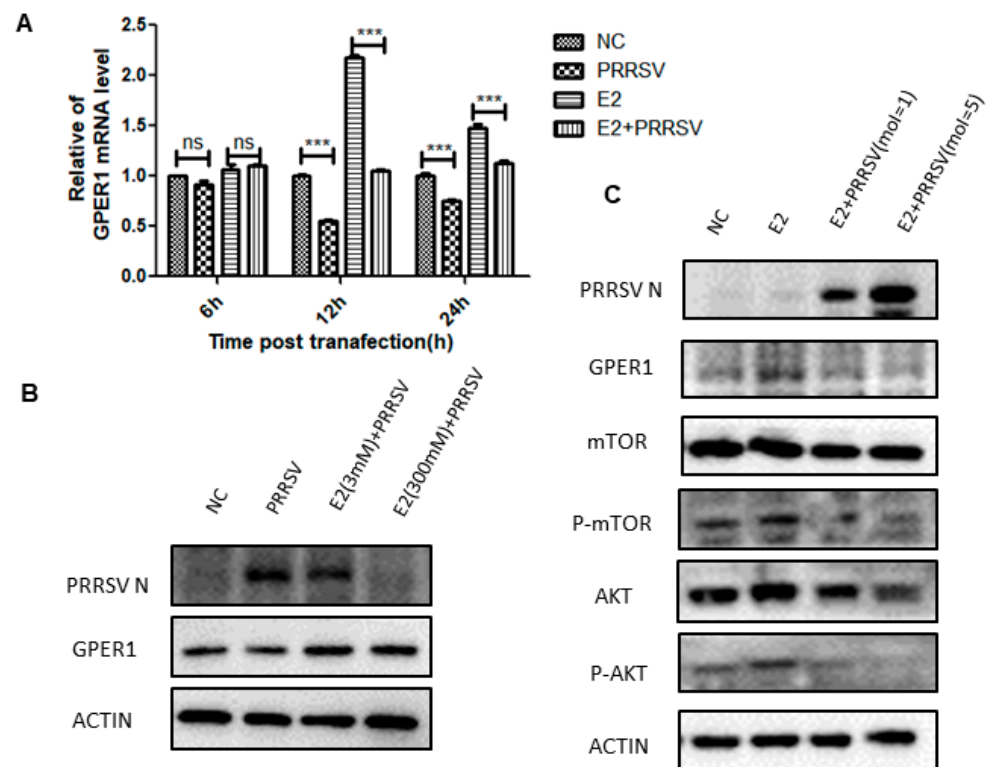 A
Relative of
GPER1 mRNA level
2.5
2.0
1.5
1.0
0.5
0.0
ns
ns
***
***
***
***
6h
12h
24h
Time post tranafection(h)
NC
PRRSV
E2
E2+PRRSV
B
NC
PRRSV
E2(3mM)+PRRSV
E2(300mM)+PRRSV
PRRSV N
GPER1
ACTIN
C
NC
E2
E2+PRRSV(mol=1)
E2+PRRSV(mol=5)
PRRSV N
GPER1
mTOR
P-mTOR
AKT
P-AKT
ACTIN